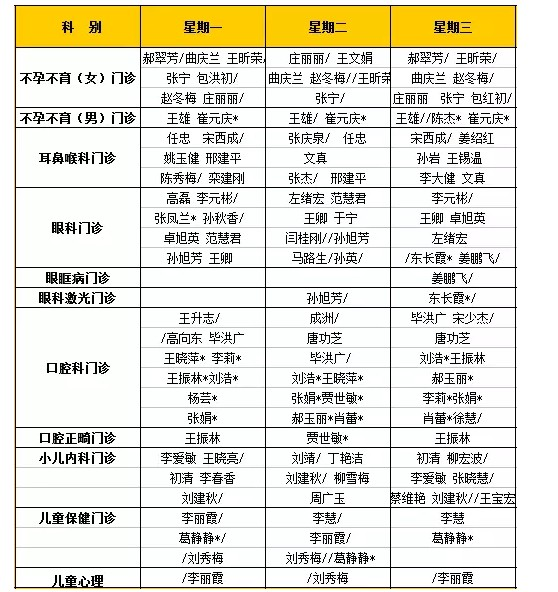 科 别 星期一 星期二 星期三
郝翠芳/曲庆兰 王昕荣/ 庄丽丽/ 王文娟 郝翠芳/ 王昕荣/
不孕不育（女）门诊 张宁 包洪初/ 曲庆兰 赵冬梅//王昕荣 曲庆兰 赵冬梅/
赵冬梅 庄丽丽/ 张宁/ 庄丽丽 张宁 包红初/
不孕不育（男）门诊 王雄 崔元庆* 王雄/ 崔元庆* 王雄//陈杰* 崔元庆*
任忠 宋西成/ 张庆泉/ 任忠 宋西成/ 姜绍红
耳鼻喉科门诊 姚玉健 邢建平 文真 孙岩 王锡温
陈秀梅/ 栾建刚 张杰/ 邢建平 李大健 文真
高磊 李元彬/ 左绪宏 范慧君 李元彬/
眼科门诊 张凤兰* 孙秋香/ 王卿 于宁 王卿 卓旭英
卓旭英 范慧君 闫桂刚//孙旭芳 左绪宏
孙旭芳 王卿 马路生/孙英/ /东长霞* 姜鹏飞/
眼眶病门诊 姜鹏飞/
眼科激光门诊 孙旭芳/ 东长霞*/
王升志/ 成洲/ 毕洪广 宋少杰/
/高向东 毕洪广 唐功芝 唐功芝
口腔科门诊 王晓萍* 李莉* 毕洪广/ 刘浩*王振林
王振林*刘浩* 刘浩*王晓萍* 郝玉丽*
杨芸* 张娟*贾世敏* 李莉*张娟*
张娟* 郝玉丽*肖蕾* 肖蕾*徐慧/
口腔正畸门诊 王振林 贾世敏* 王振林
小儿内科门诊 李爱敏 王晓亮/ 刘靖/ 丁艳洁 初清 柳宏波/
初清 李春香 刘建秋/ 柳雪梅 李爱敏 张晓慧/
刘建秋/ 周广玉 蔡维艳 刘建秋//王宝宏
儿童保健门诊 李丽霞/ 李慧/ 李慧
葛静静*/ 李丽霞/ 葛静静*
/刘秀梅 刘秀梅//葛静静*
儿童心理 /李丽霞 /刘秀梅 /李丽霞